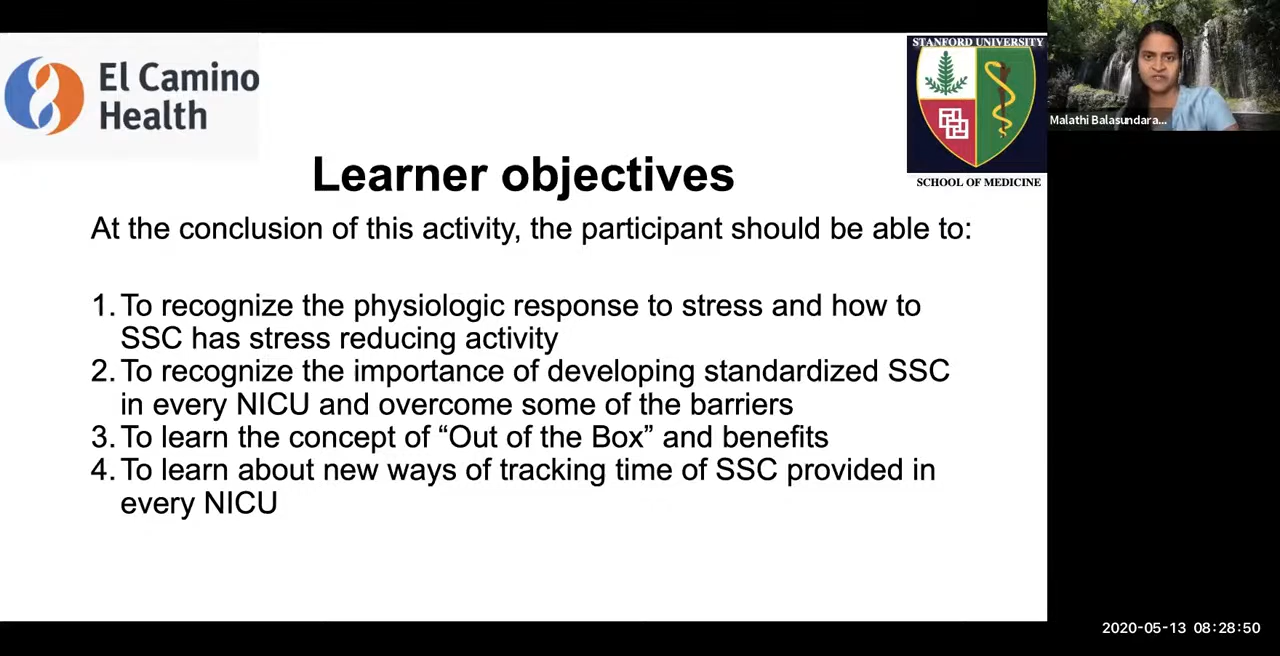 El Camino
Health
STANFORD UNIVERSITY
SCHOOL OF MEDICINE
Malathi Balasundara...
Learner objectives
At the conclusion of this activity, the participant should be able to:
1. To recognize the physiologic response to stress and how to
SSC has stress reducing activity
2. To recognize the importance of developing standardized SSC
in every NICU and overcome some of the barriers
3. To learn the concept of “Out of the Box” and benefits
4. To learn about new ways of tracking time of SSC provided in
every NICU
2020-05-13 08:28:50